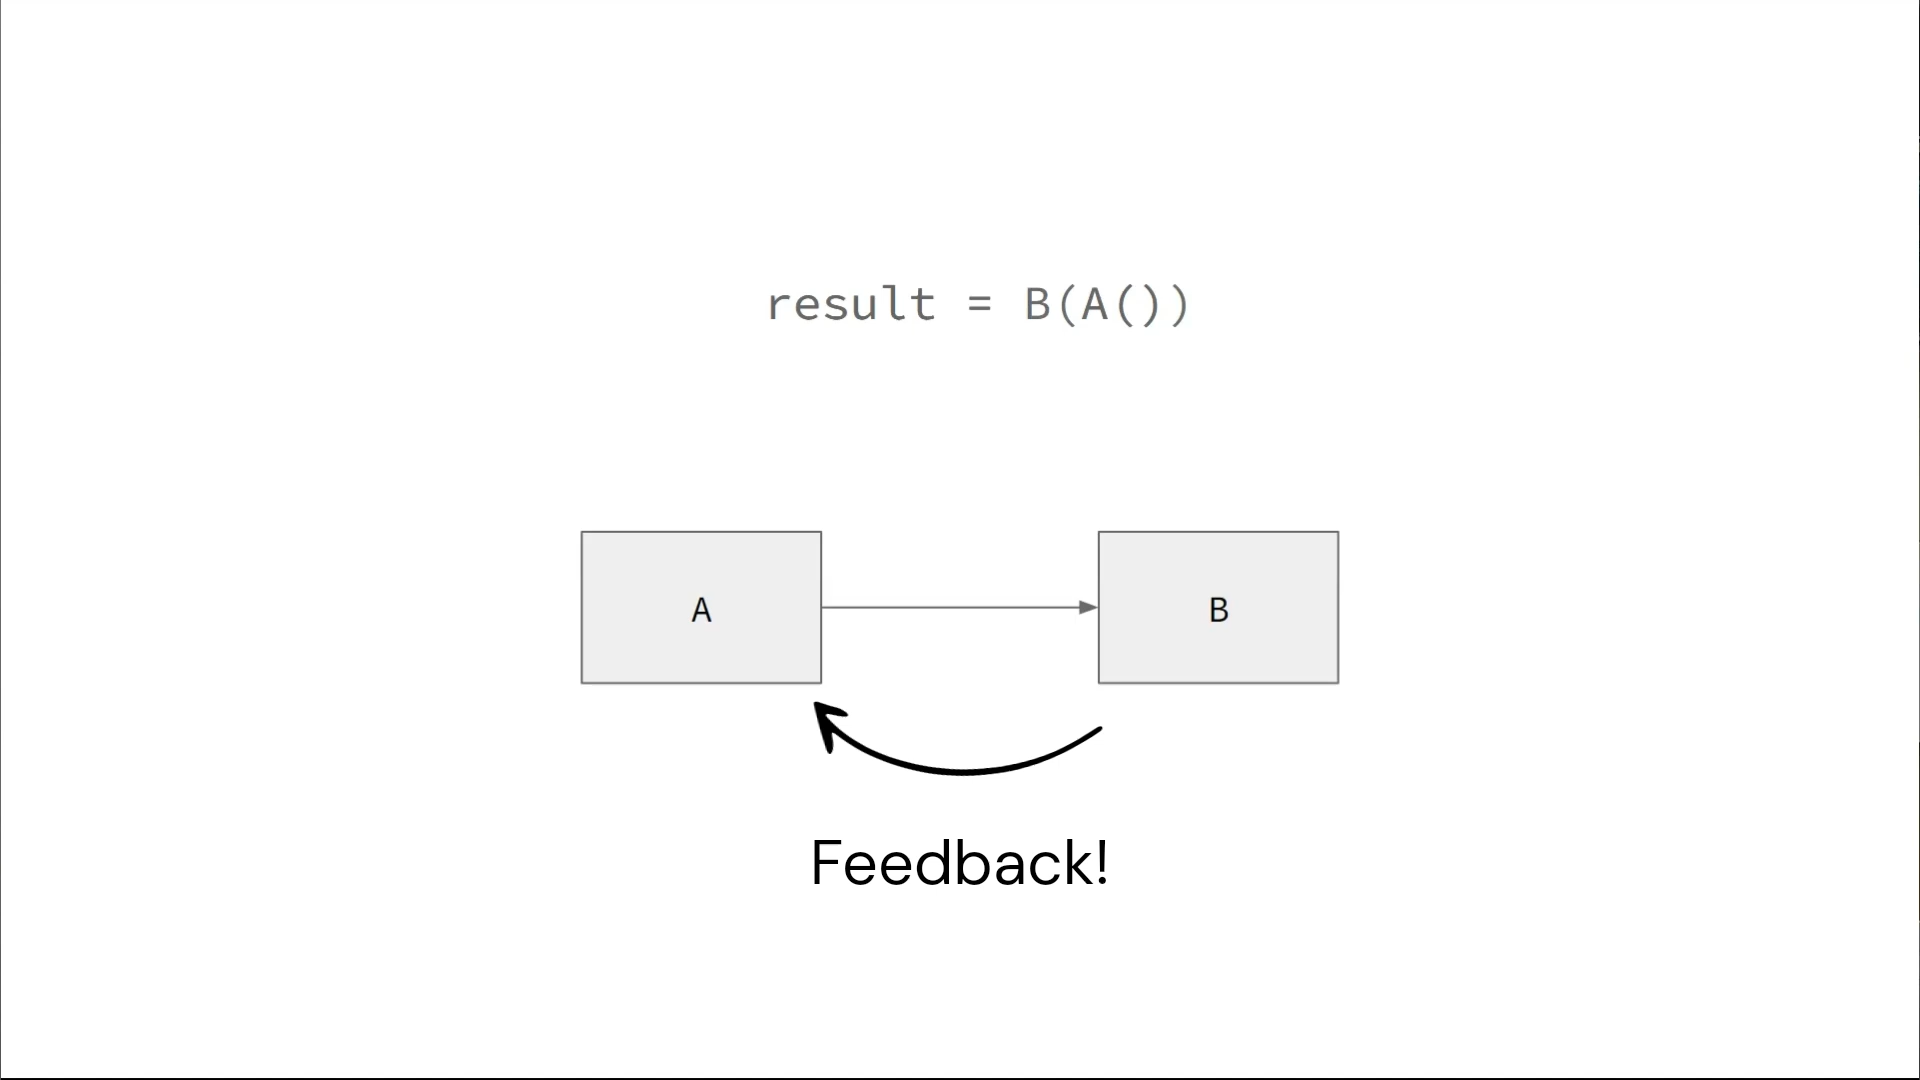 result = B(A())
A
B
Feedback!